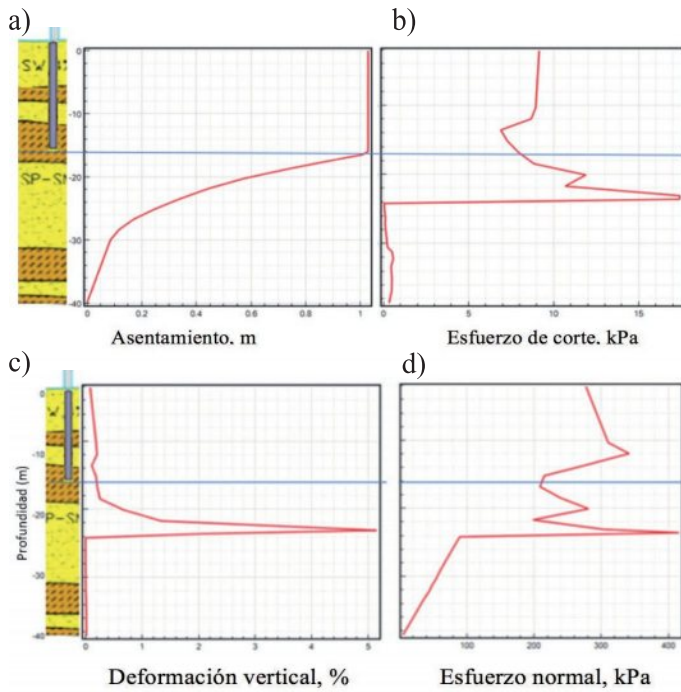 a)
b)
0
SW
-10
-20
SP-SM
-30
-40
0
0.2
0.4
0.6
0.8
1
0
5
10
15
Asentamiento, m
Esfuerzo de corte, kPa
c)
d)
0
-10
-20
-30
-40
Profundidad (m)
0
1
2
3
4
5
100
200
300
400
Deformación vertical, %
Esfuerzo normal, kPa